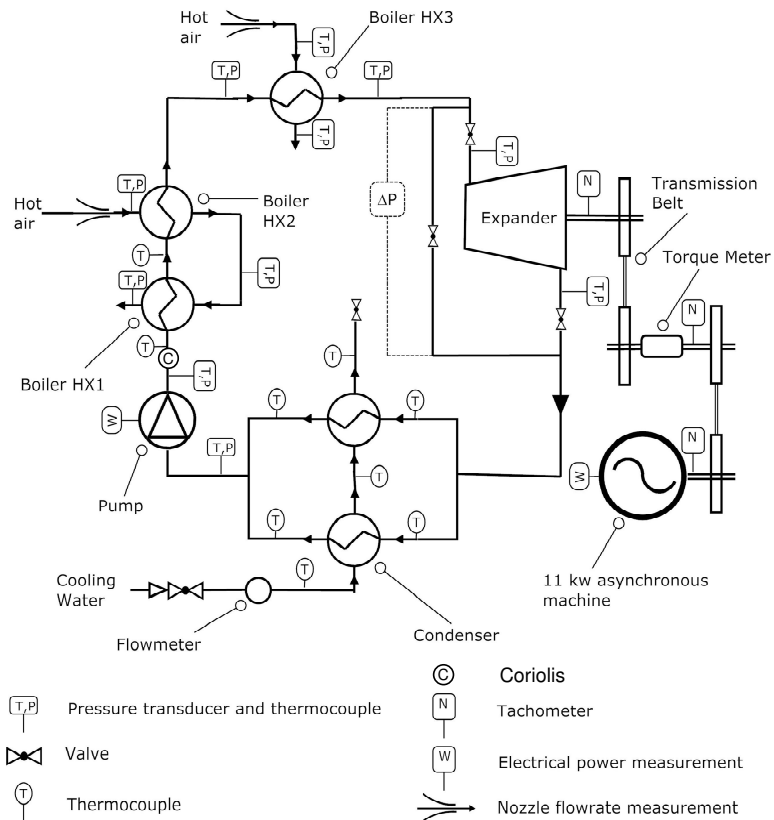 Hot
air
Boiler HX3
T,P
T,P
T,P
T,P
T,P
ΔP
Expander
N
Transmission
Belt
Torque Meter
Hot
air
T,P
Boiler
HX2
T
T,P
T,P
T,P
N
T
T
C
T,P
Boiler HX1
W
T
T
T,P
T
N
W
Pump
T
T
Cooling
Water
T
11 kw asynchronous
machine
Flowmeter
Condenser
T,P
Pressure transducer and thermocouple
Valve
T
Thermocouple
C
Coriolis
N
Tachometer
W
Electrical power measurement
Nozzle flowrate measurement